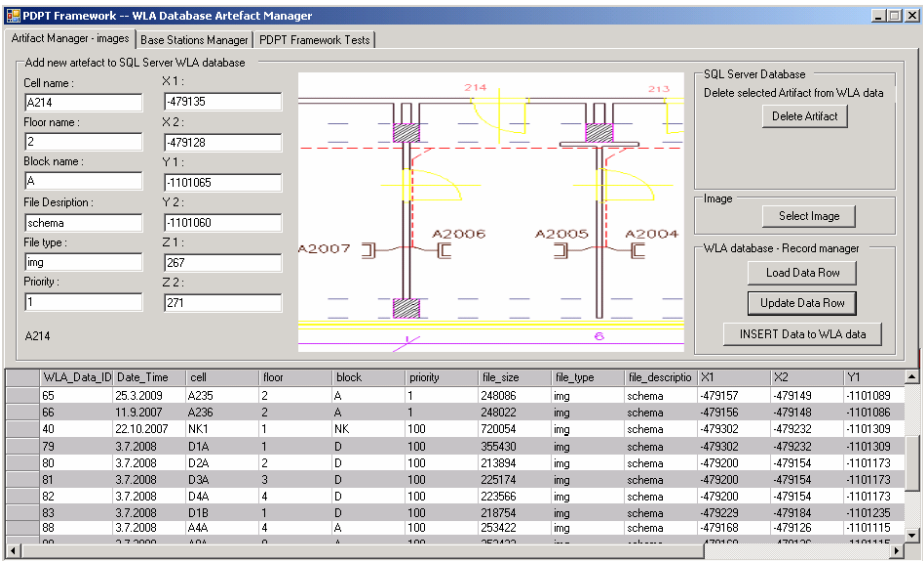 PDPT Framework -- WLA Database Artefact Manager
Artifact Manager - images Base Stations Manager PDPT Framework Tests
Add new artefact to SQL Server WLA database
Cell name : X 1 :
A214 -479135
Floor name : X 2 :
2 -479128
Block name : Y 1 :
A -1101065
File Desription : Y 2 :
schema -1101060
File type : Z 1 :
img 267
Priority : Z 2 :
1 271
A214
214 213
A2007 A2006 A2005 A2004
6
SQL Server Database
Delete selected Artifact from WLA data
Delete Artifact
Image
Select Image
WLA database - Record manager
Load Data Row
Update Data Row
INSERT Data to WLA data
WLA_Data_ID Date_Time cell floor block priority file_size file_type file_descriptio X1 X2 Y1
65 25.3.2009 A235 2 A 1 248086 img schema -479157 -479149 -1101089
66 11.9.2007 A236 2 A 1 248022 img schema -479156 -479148 -1101086
40 22.10.2007 NK1 1 NK 100 720054 img schema -479302 -479232 -1101309
79 3.7.2008 D1A 1 D 100 355430 img schema -479302 -479232 -1101309
80 3.7.2008 D2A 2 D 100 213894 img schema -479200 -479154 -1101173
81 3.7.2008 D3A 3 D 100 225174 img schema -479200 -479154 -1101173
82 3.7.2008 D4A 4 D 100 223566 img schema -479200 -479154 -1101173
83 3.7.2008 D1B 1 D 100 218754 img schema -479229 -479184 -1101235
88 3.7.2008 A4A 4 A 100 253422 img schema -479168 -479126 -1101115